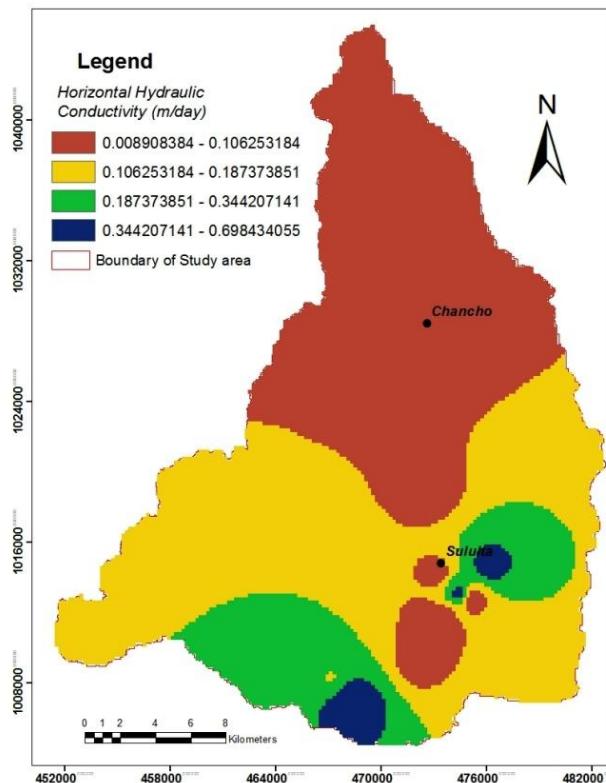 Legend
Horizontal Hydraulic
Conductivity (m/day)
0.008908384 - 0.106253184
0.106253184 - 0.187373851
0.187373851 - 0.344207141
0.344207141 - 0.698434055
Boundary of Study area
N
Chancho
Sululta
1040000
1032000
1024000
1016000
1008000
0 1 2 4 6 8
Kilometers
452000 458000 464000 470000 476000 482000